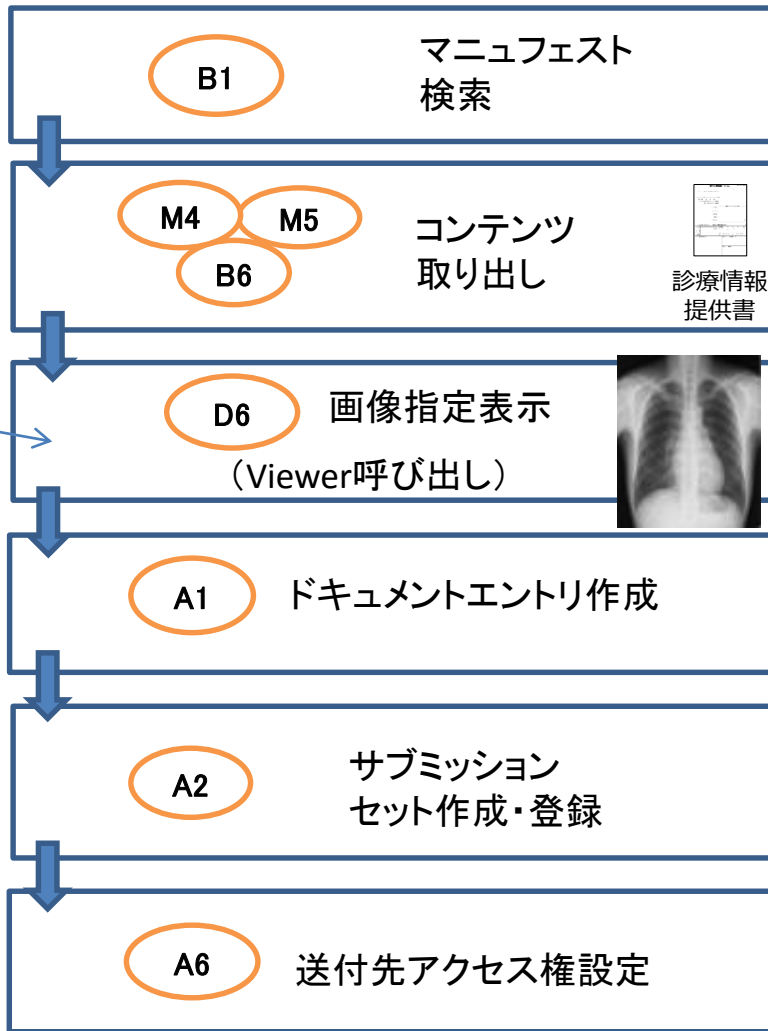 B1
マニュフェスト
検索
M4
M5
B6
コンテンツ
取り出し
診療情報
提供書
D6
画像指定表示
（Viewer呼び出し）
A1
ドキュメントエントリ作成
A2
サブミッション
セット作成・登録
A6
送付先アクセス権設定